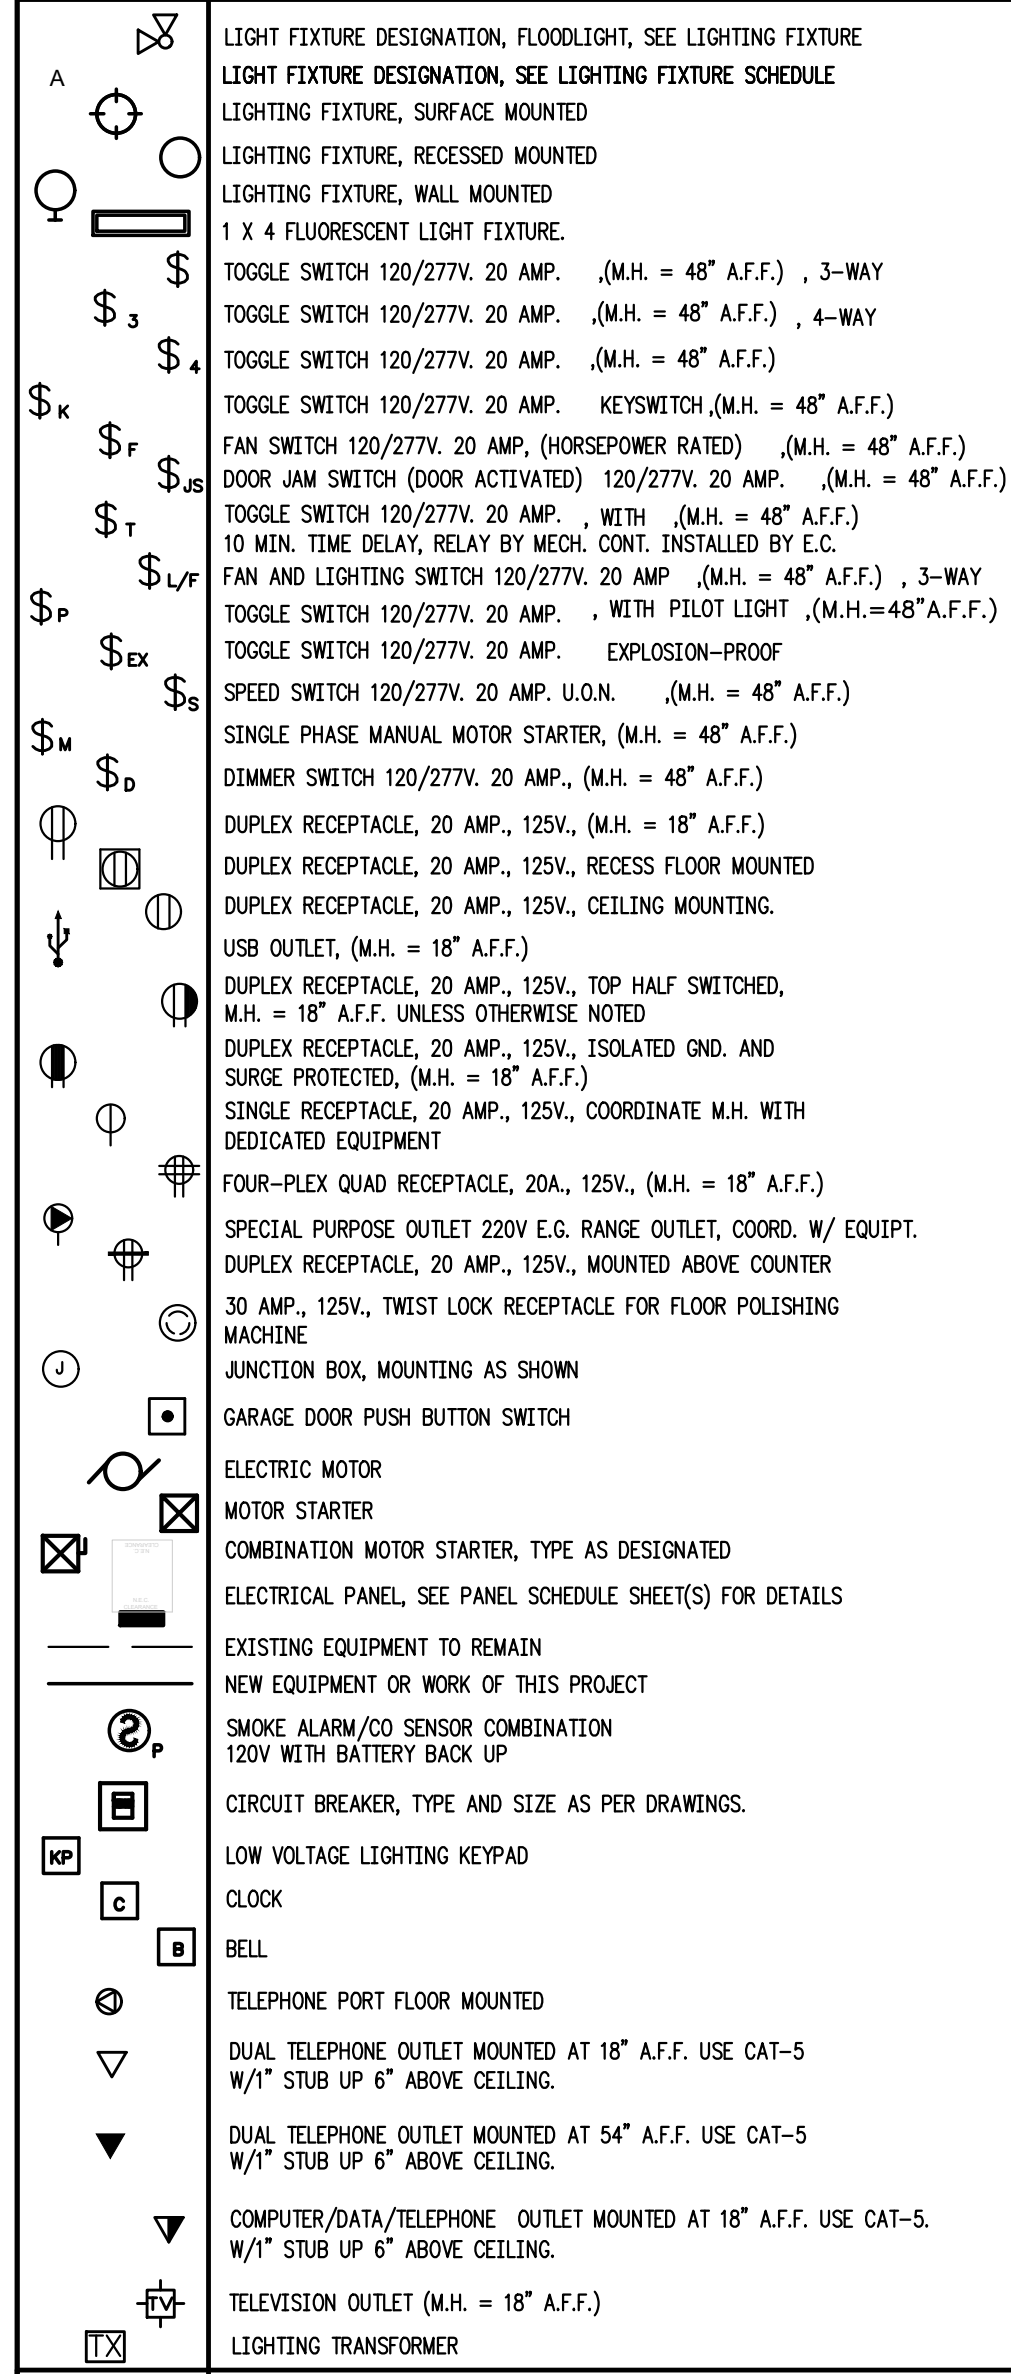 LIGHT FIXTURE DESIGNATION, FLOODLIGHT, SEE LIGHTING FIXTURE
A LIGHT FIXTURE DESIGNATION, SEE LIGHTING FIXTURE SCHEDULE
LIGHTING FIXTURE, SURFACE MOUNTED
LIGHTING FIXTURE, RECESSED MOUNTED
LIGHTING FIXTURE, WALL MOUNTED
1 X 4 FLUORESCENT LIGHT FIXTURE.
$ TOGGLE SWITCH 120/277V. 20 AMP. ,(M.H. = 48" A.F.F.) , 3-WAY
$ 3 TOGGLE SWITCH 120/277V. 20 AMP. ,(M.H. = 48" A.F.F.) , 4-WAY
$ 4 TOGGLE SWITCH 120/277V. 20 AMP. ,(M.H. = 48" A.F.F.)
$ K TOGGLE SWITCH 120/277V. 20 AMP. KEYSWITCH ,(M.H. = 48" A.F.F.)
$ F FAN SWITCH 120/277V. 20 AMP, (HORSEPOWER RATED) ,(M.H. = 48" A.F.F.)
$ JS DOOR JAM SWITCH (DOOR ACTIVATED) 120/277V. 20 AMP. ,(M.H. = 48" A.F.F.)
$ T TOGGLE SWITCH 120/277V. 20 AMP. , WITH ,(M.H. = 48" A.F.F.)
10 MIN. TIME DELAY, RELAY BY MECH. CONT. INSTALLED BY E.C.
$ L/F FAN AND LIGHTING SWITCH 120/277V. 20 AMP ,(M.H. = 48" A.F.F.) , 3-WAY
$ P TOGGLE SWITCH 120/277V. 20 AMP. , WITH PILOT LIGHT ,(M.H.=48"A.F.F.)
$ EX TOGGLE SWITCH 120/277V. 20 AMP. EXPLOSION-PROOF
$ S SPEED SWITCH 120/277V. 20 AMP. U.O.N. ,(M.H. = 48" A.F.F.)
$ M SINGLE PHASE MANUAL MOTOR STARTER, (M.H. = 48" A.F.F.)
$ D DIMMER SWITCH 120/277V. 20 AMP., (M.H. = 48" A.F.F.)
DUPLEX RECEPTACLE, 20 AMP., 125V., (M.H. = 18" A.F.F.)
DUPLEX RECEPTACLE, 20 AMP., 125V., RECESS FLOOR MOUNTED
DUPLEX RECEPTACLE, 20 AMP., 125V., CEILING MOUNTING.
USB OUTLET, (M.H. = 18" A.F.F.)
DUPLEX RECEPTACLE, 20 AMP., 125V., TOP HALF SWITCHED,
M.H. = 18" A.F.F. UNLESS OTHERWISE NOTED
DUPLEX RECEPTACLE, 20 AMP., 125V., ISOLATED GND. AND
SURGE PROTECTED, (M.H. = 18" A.F.F.)
SINGLE RECEPTACLE, 20 AMP., 125V., COORDINATE M.H. WITH
DEDICATED EQUIPMENT
FOUR-PLEX QUAD RECEPTACLE, 20A., 125V., (M.H. = 18" A.F.F.)
SPECIAL PURPOSE OUTLET 220V E.G. RANGE OUTLET, COORD. W/ EQUIPT.
DUPLEX RECEPTACLE, 20 AMP., 125V., MOUNTED ABOVE COUNTER
30 AMP., 125V., TWIST LOCK RECEPTACLE FOR FLOOR POLISHING
MACHINE
J JUNCTION BOX, MOUNTING AS SHOWN
GARAGE DOOR PUSH BUTTON SWITCH
ELECTRIC MOTOR
MOTOR STARTER
COMBINATION MOTOR STARTER, TYPE AS DESIGNATED
N.E.C.
CLEARANCE
ELECTRICAL PANEL, SEE PANEL SCHEDULE SHEET(S) FOR DETAILS
N.E.C.
CLEARANCE
EXISTING EQUIPMENT TO REMAIN
NEW EQUIPMENT OR WORK OF THIS PROJECT
P SMOKE ALARM/CO SENSOR COMBINATION
120V WITH BATTERY BACK UP
CIRCUIT BREAKER, TYPE AND SIZE AS PER DRAWINGS.
KP LOW VOLTAGE LIGHTING KEYPAD
C CLOCK
B BELL
TELEPHONE PORT FLOOR MOUNTED
DUAL TELEPHONE OUTLET MOUNTED AT 18" A.F.F. USE CAT-5
W/1" STUB UP 6" ABOVE CEILING.
DUAL TELEPHONE OUTLET MOUNTED AT 54" A.F.F. USE CAT-5
W/1" STUB UP 6" ABOVE CEILING.
COMPUTER/DATA/TELEPHONE OUTLET MOUNTED AT 18" A.F.F. USE CAT-5.
W/1" STUB UP 6" ABOVE CEILING.
TV TELEVISION OUTLET (M.H. = 18" A.F.F.)
TX LIGHTING TRANSFORMER